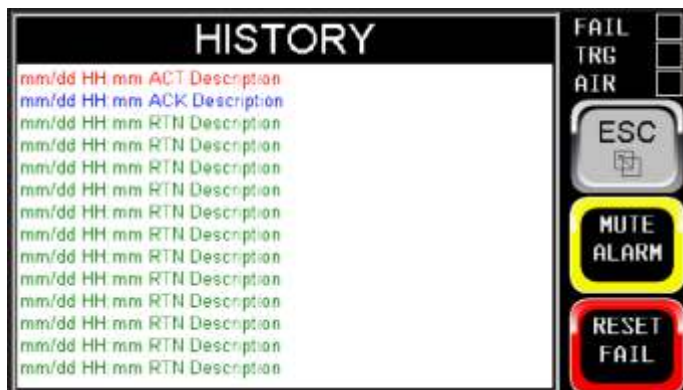 HISTORY
mm/dd HH:mm ACT Description
mm/dd HH:mm ACK Description
mm/dd HH:mm RTN Description
mm/dd HH:mm RTN Description
mm/dd HH:mm RTN Description
mm/dd HH:mm RTN Description
mm/dd HH:mm RTN Description
mm/dd HH:mm RTN Description
mm/dd HH:mm RTN Description
mm/dd HH:mm RTN Description
mm/dd HH:mm RTN Description
mm/dd HH:mm RTN Description
mm/dd HH:mm RTN Description
mm/dd HH:mm RTN Description
FAIL
TRG
AIR
ESC
MUTE
ALARM
RESET
FAIL